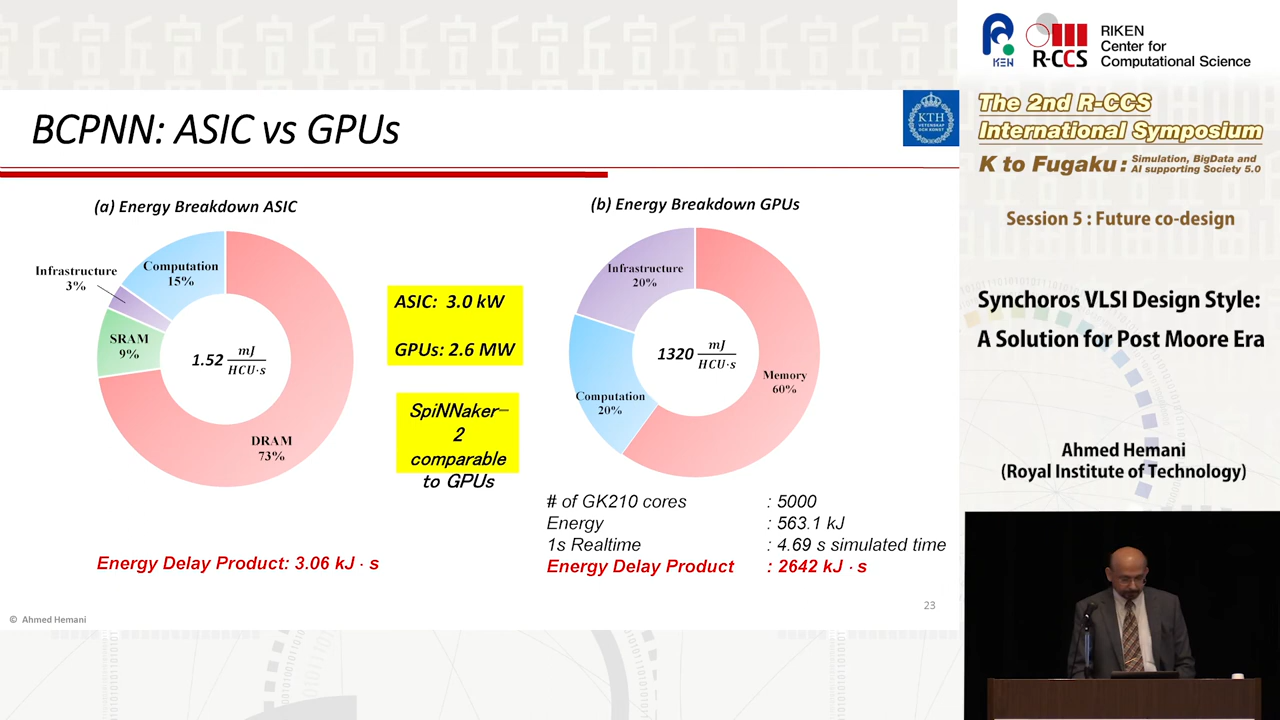 BCPNN: ASIC vs GPUs
KTH
VETENSKAP
OCH KONST
(a) Energy Breakdown ASIC
Infrastructure
3%
Computation
15%
SRAM
9%
1.52 mJ/HCU·s
DRAM
73%
Energy Delay Product: 3.06 kJ · s
ASIC: 3.0 kW
GPUs: 2.6 MW
SpiNNaker-
2
comparable
to GPUs
(b) Energy Breakdown GPUs
Infrastructure
20%
1320 mJ/HCU·s
Memory
60%
Computation
20%
# of GK210 cores : 5000
Energy : 563.1 kJ
1s Realtime : 4.69 s simulated time
Energy Delay Product : 2642 kJ · s
23
© Ahmed Hemani
KEN
R-CCS
RIKEN
Center for
Computational Science
The 2nd R-CCS
International Symposium
K to Fugaku : Simulation, BigData and
AI supporting Society 5.0
Session 5 : Future co-design
Synchoros VLSI Design Style:
A Solution for Post Moore Era
Ahmed Hemani
(Royal Institute of Technology)